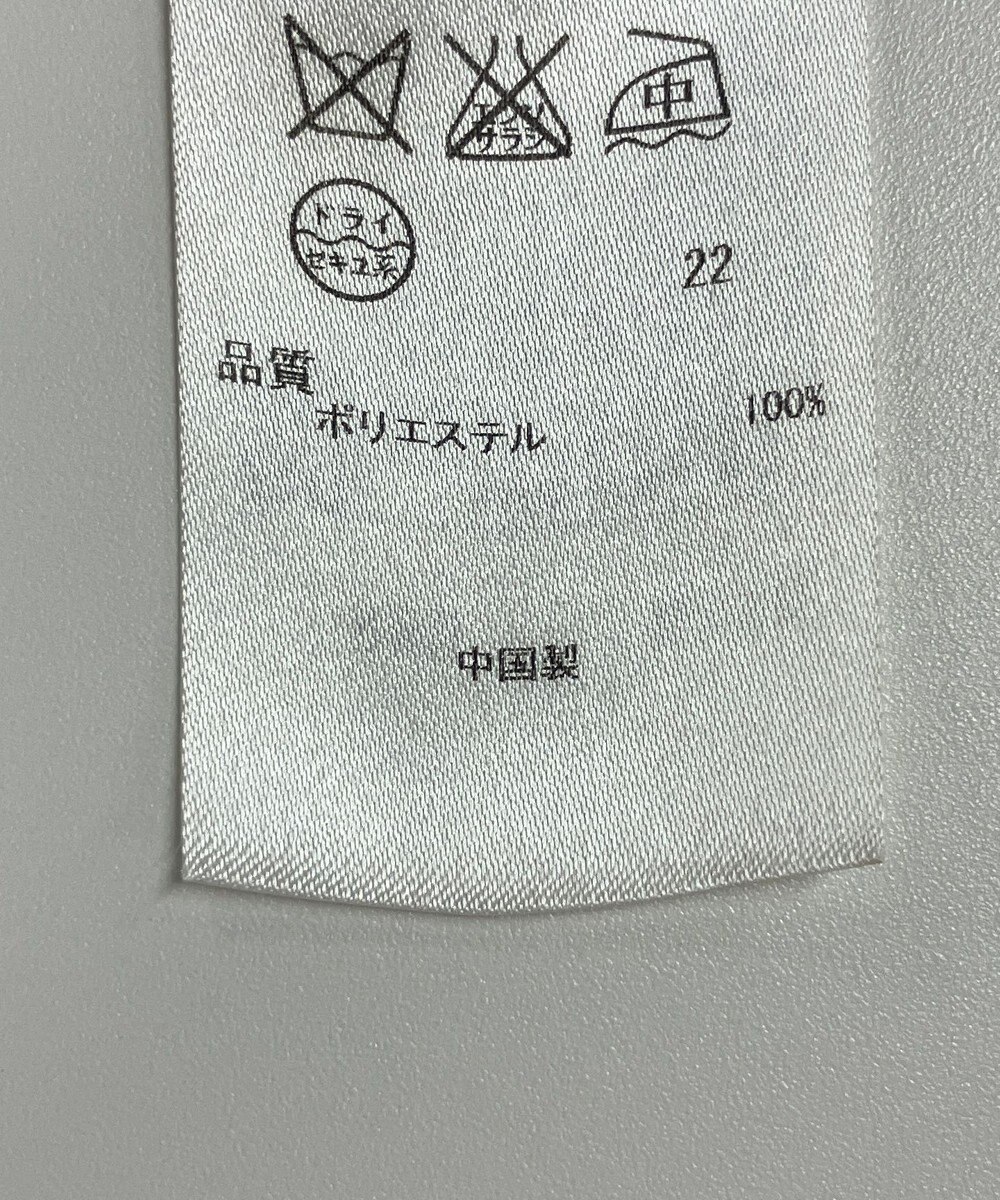 エンソ
サラシ
中
ドライ
セキユ系
22
品質
ポリエステル 100%
中国製